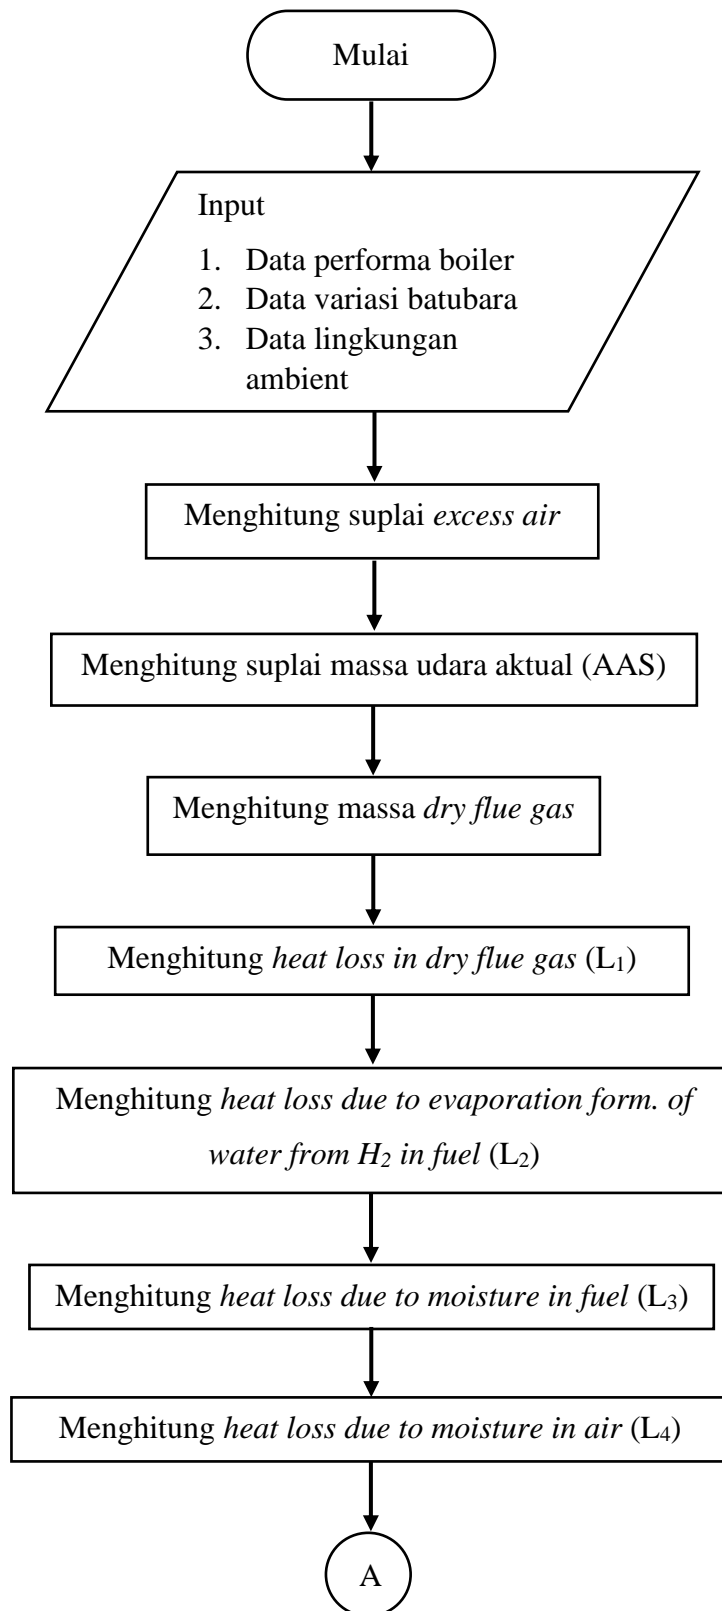 Mulai
Input
1. Data performa boiler
2. Data variasi batubara
3. Data lingkungan
ambient
Menghitung suplai excess air
Menghitung suplai massa udara aktual (AAS)
Menghitung massa dry flue gas
Menghitung heat loss in dry flue gas (L₁)
Menghitung heat loss due to evaporation form. of
water from H₂ in fuel (L₂)
Menghitung heat loss due to moisture in fuel (L₃)
Menghitung heat loss due to moisture in air (L₄)
A